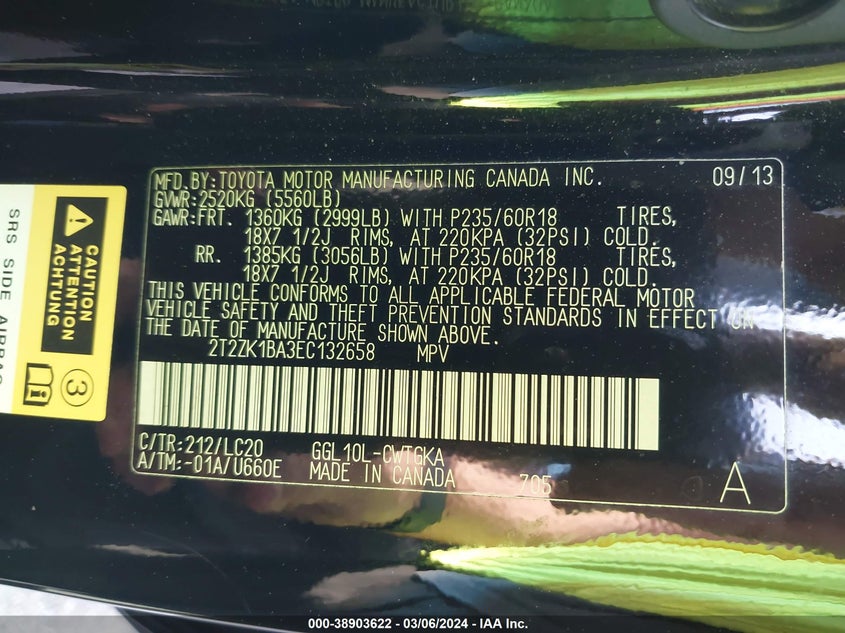 MFD.BY:TOYOTA MOTOR MANUFACTURING CANADA INC. 09/13
GVWR:2520KG (5560LB)
GAWR:FRT. 1360KG (2999LB) WITH P235/60R18 TIRES,
18X7 1/2J RIMS, AT 220KPA (32PSI) COLD.
RR. 1385KG (3056LB) WITH P235/60R18 TIRES,
18X7 1/2J RIMS, AT 220KPA (32PSI) COLD.
THIS VEHICLE CONFORMS TO ALL APPLICABLE FEDERAL MOTOR
VEHICLE SAFETY AND THEFT PREVENTION STANDARDS IN EFFECT ON
THE DATE OF MANUFACTURE SHOWN ABOVE.
2T2ZK1BA3EC132658 MPV
C/TR:212/LC20 GGL10L-CWTGKA
A/TM:-01A/U660E MADE IN CANADA 705 A
CAUTION
ATTENTION
ACHTUNG
SRS SIDE AIRBAG
3
000-38903622 - 03/06/2024 - IAA Inc.